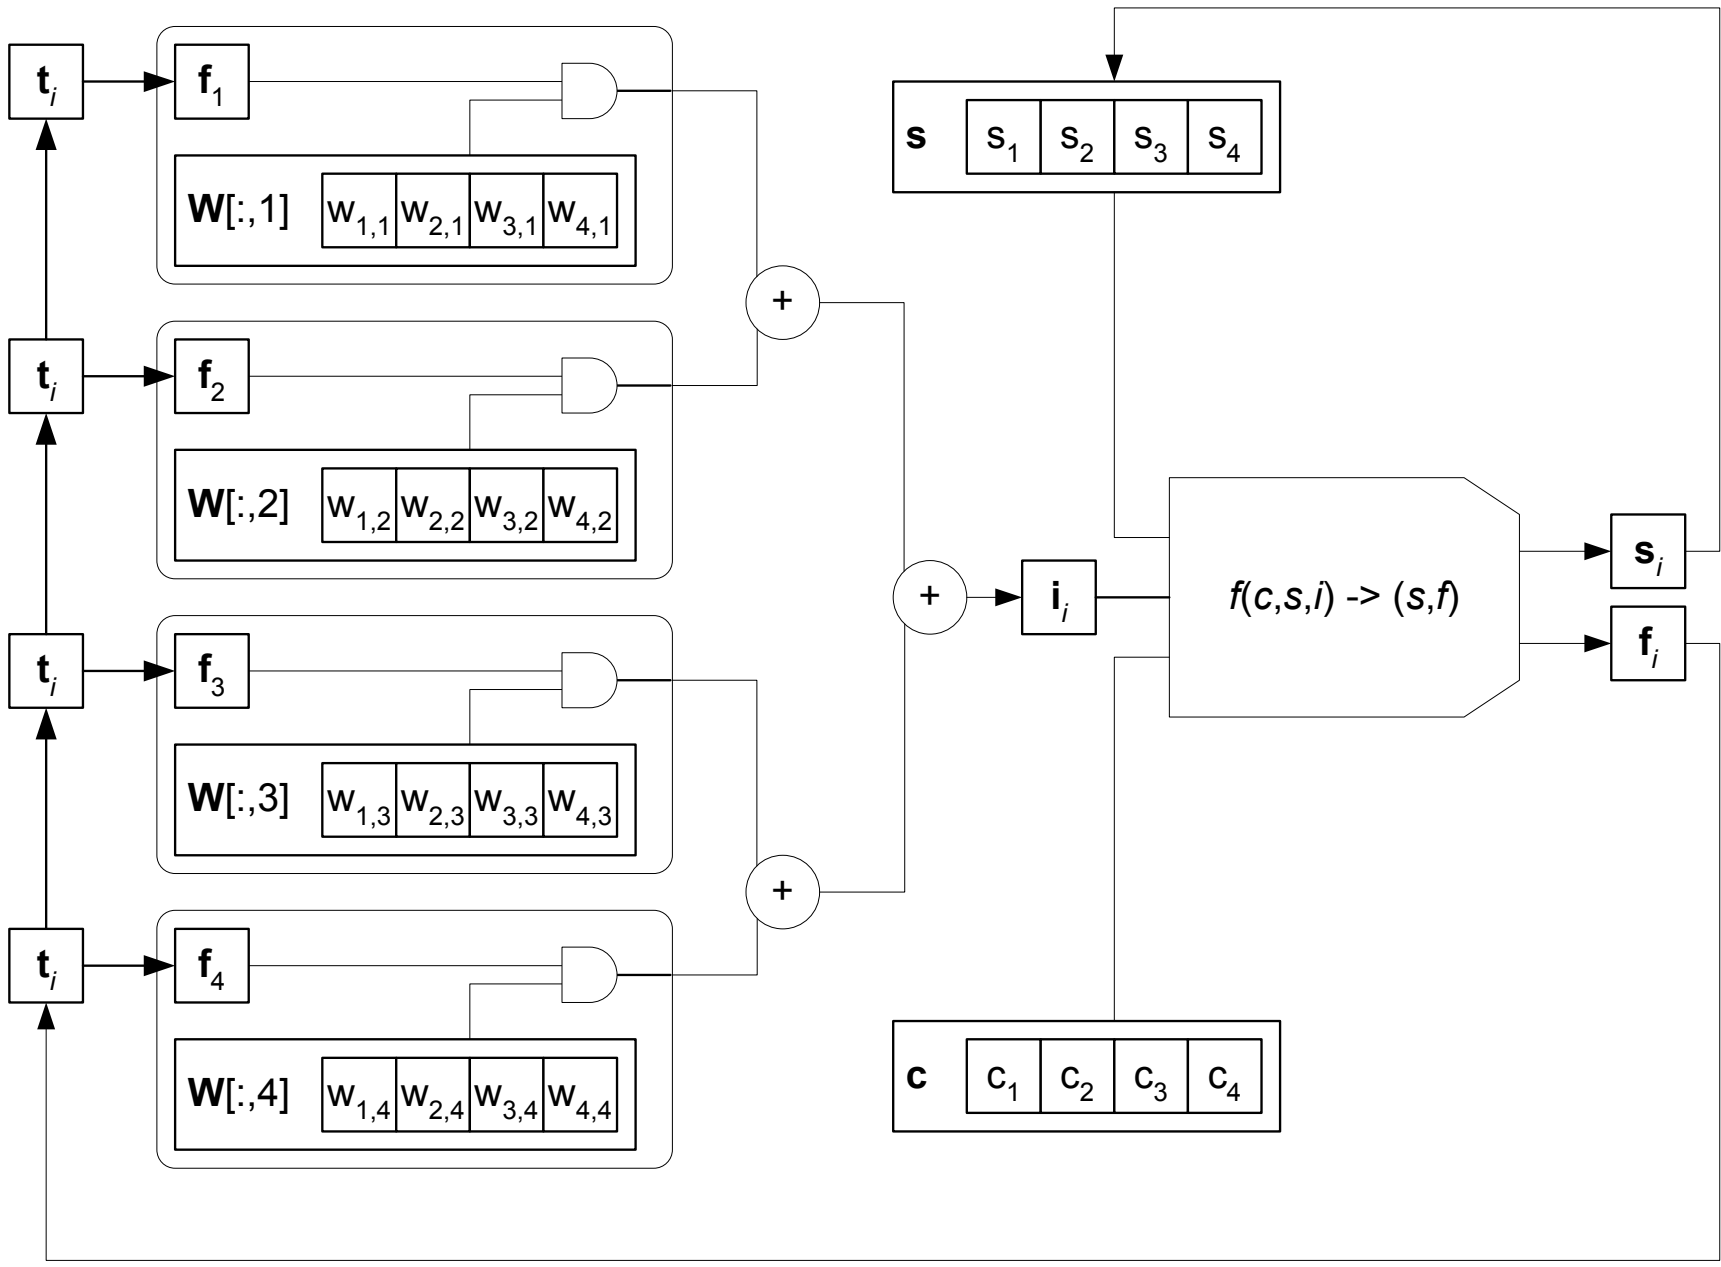 t_i
f_1
W[:,1] w_1,1 w_2,1 w_3,1 w_4,1
t_i
f_2
W[:,2] w_1,2 w_2,2 w_3,2 w_4,2
t_i
f_3
W[:,3] w_1,3 w_2,3 w_3,3 w_4,3
t_i
f_4
W[:,4] w_1,4 w_2,4 w_3,4 w_4,4
+
+
+
i_i
s s_1 s_2 s_3 s_4
f(c,s,i) -> (s,f)
c c_1 c_2 c_3 c_4
s_i
f_i